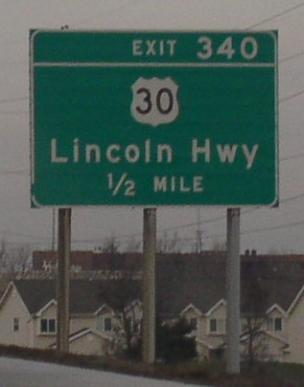 EXIT 340
30
Lincoln Hwy
1/2 MILE